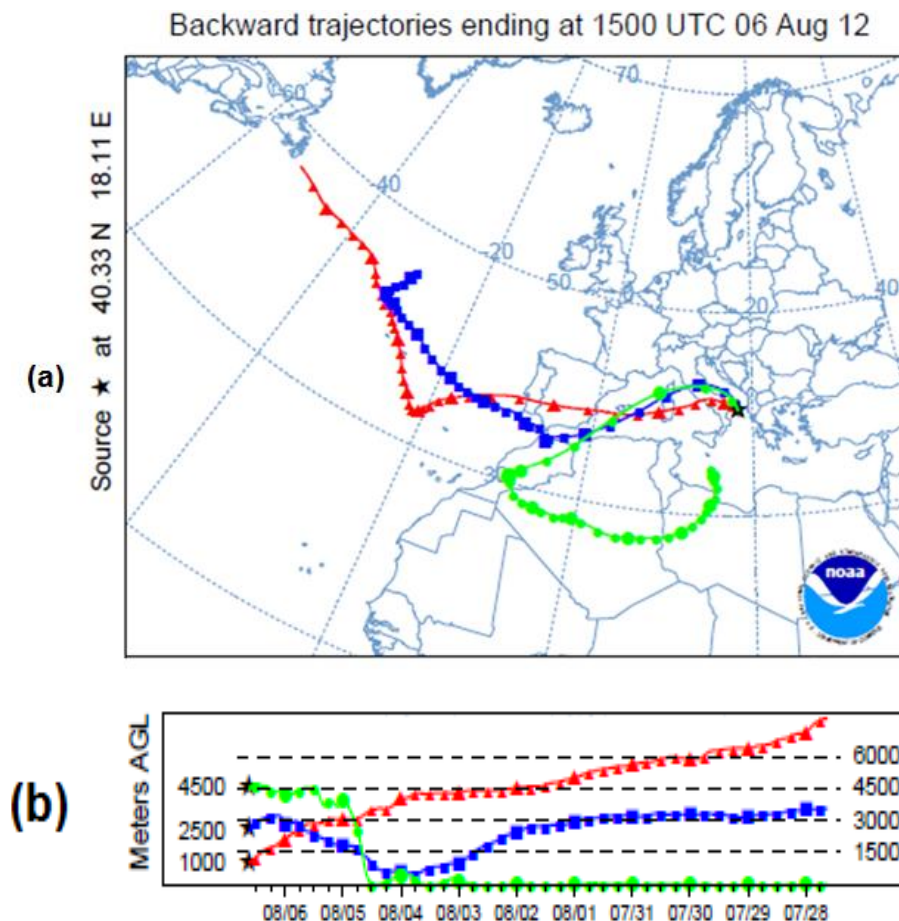 Backward trajectories ending at 1500 UTC 06 Aug 12
(a)
Source ★ at 40.33 N 18.11 E
60
70
-40
-20
50
20
40
noaa
(b)
Meters AGL
4500
2500
1000
6000
4500
3000
1500
08/06 08/05 08/04 08/03 08/02 08/01 07/31 07/30 07/29 07/28